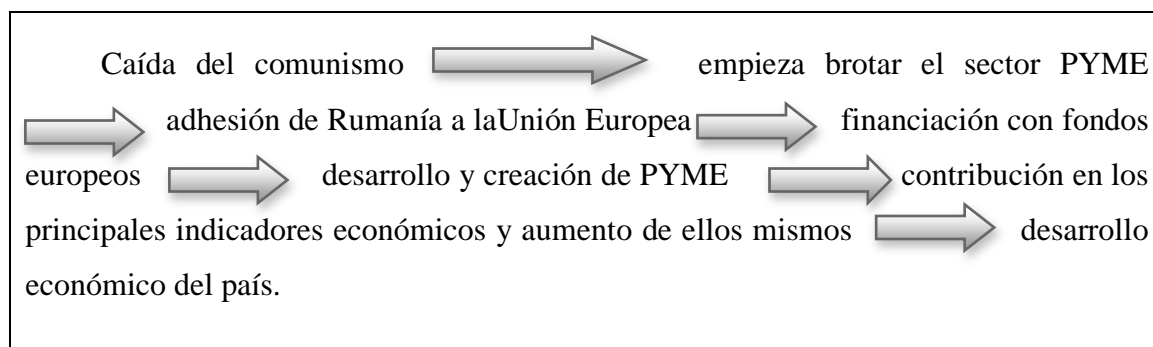 Caída del comunismo empieza brotar el sector PYME
adhesión de Rumanía a laUnión Europea financiación con fondos
europeos desarrollo y creación de PYME contribución en los
principales indicadores económicos y aumento de ellos mismos desarrollo
económico del país.